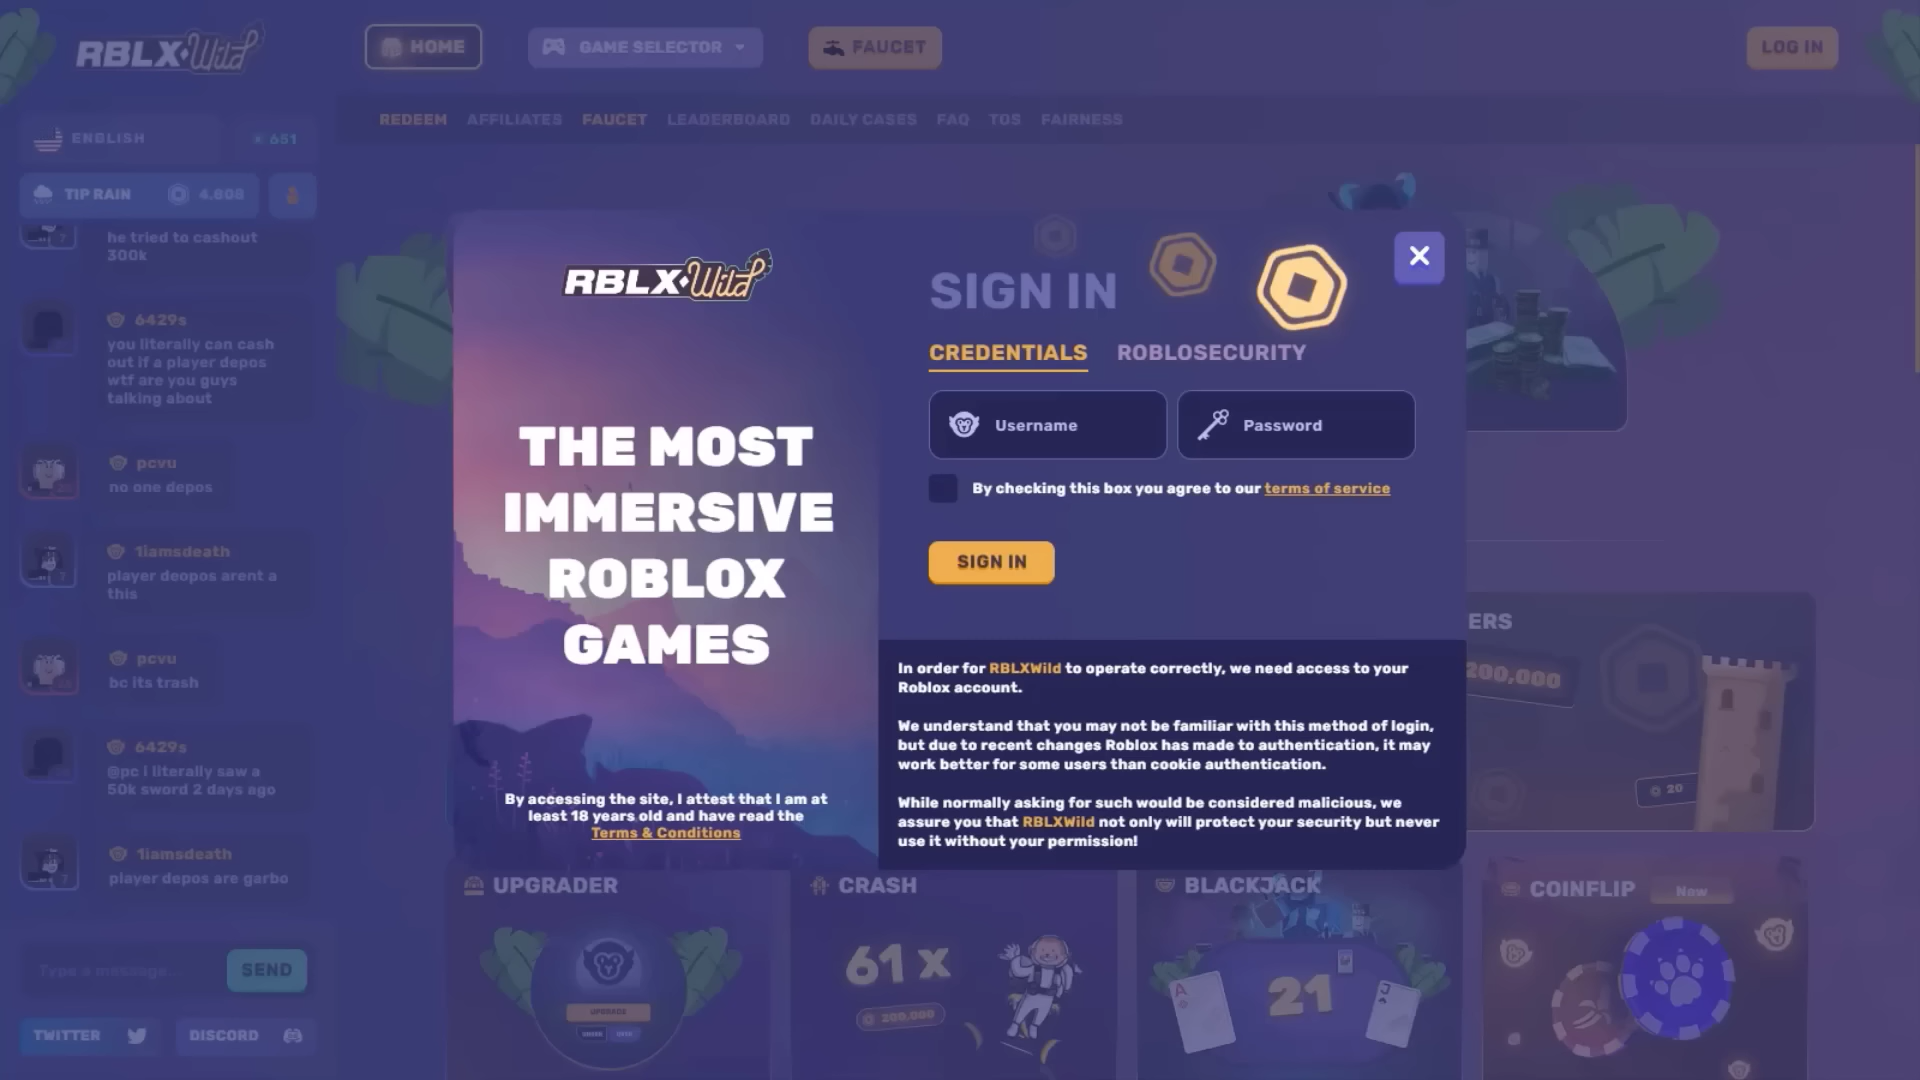 RBLX Wild
HOME
GAME SELECTOR
FAUCET
LOG IN
REDEEM
AFFILIATES
FAUCET
LEADERBOARD
DAILY CASES
FAQ
TOS
FAIRNESS
ENGLISH
651
TIP RAIN
4,808
he tried to cashout
300k
6429s
you literally can cash
out if a player depos
wtf are you guys
talking about
pcvu
no one depos
1iamsdeath
player deopos arent a
this
pcvu
bc its trash
6429s
@pc i literally saw a
50k sword 2 days ago
1iamsdeath
player depos are garbo
Type a message...
SEND
TWITTER
DISCORD
RBLX Wild
THE MOST
IMMERSIVE
ROBLOX
GAMES
By accessing the site, I attest that I am at
least 18 years old and have read the
Terms & Conditions
SIGN IN
CREDENTIALS
ROBLOSECURITY
Username
Password
By checking this box you agree to our terms of service
SIGN IN
In order for RBLXWild to operate correctly, we need access to your
Roblox account.
We understand that you may not be familiar with this method of login,
but due to recent changes Roblox has made to authentication, it may
work better for some users than cookie authentication.
While normally asking for such would be considered malicious, we
assure you that RBLXWild not only will protect your security but never
use it without your permission!
ERS
200,000
20
UPGRADER
UPGRADE
CRASH
61 x
200,000
BLACKJACK
A
21
J
COINFLIP
New